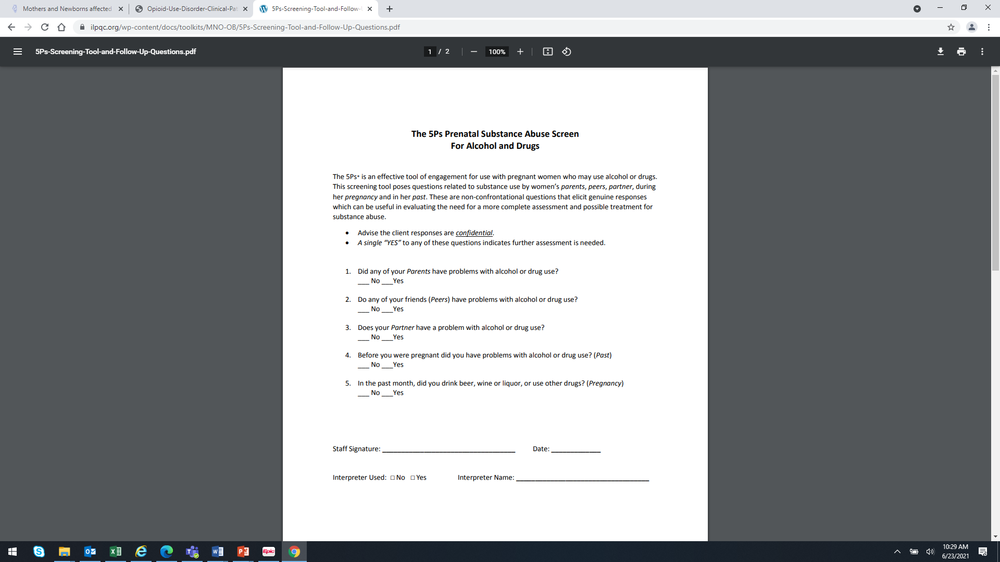 Mothers and Newborns affected
Opioid-Use-Disorder-Clinical-Pat
5Ps-Screening-Tool-and-Follow-
ilpqc.org/wp-content/docs/toolkits/MNO-OB/5Ps-Screening-Tool-and-Follow-Up-Questions.pdf
5Ps-Screening-Tool-and-Follow-Up-Questions.pdf
1 / 2
100%
The 5Ps Prenatal Substance Abuse Screen
For Alcohol and Drugs
The 5Ps* is an effective tool of engagement for use with pregnant women who may use alcohol or drugs.
This screening tool poses questions related to substance use by women’s parents, peers, partner, during
her pregnancy and in her past. These are non-confrontational questions that elicit genuine responses
which can be useful in evaluating the need for a more complete assessment and possible treatment for
substance abuse.
• Advise the client responses are confidential.
• A single “YES” to any of these questions indicates further assessment is needed.
1. Did any of your Parents have problems with alcohol or drug use?
___ No ___Yes
2. Do any of your friends (Peers) have problems with alcohol or drug use?
___ No ___Yes
3. Does your Partner have a problem with alcohol or drug use?
___ No ___Yes
4. Before you were pregnant did you have problems with alcohol or drug use? (Past)
___ No ___Yes
5. In the past month, did you drink beer, wine or liquor, or use other drugs? (Pregnancy)
___ No ___Yes
Staff Signature: ___________________________________ Date: _____________
Interpreter Used: □ No □ Yes Interpreter Name: ___________________________________
Epic
10:29 AM
6/23/2021